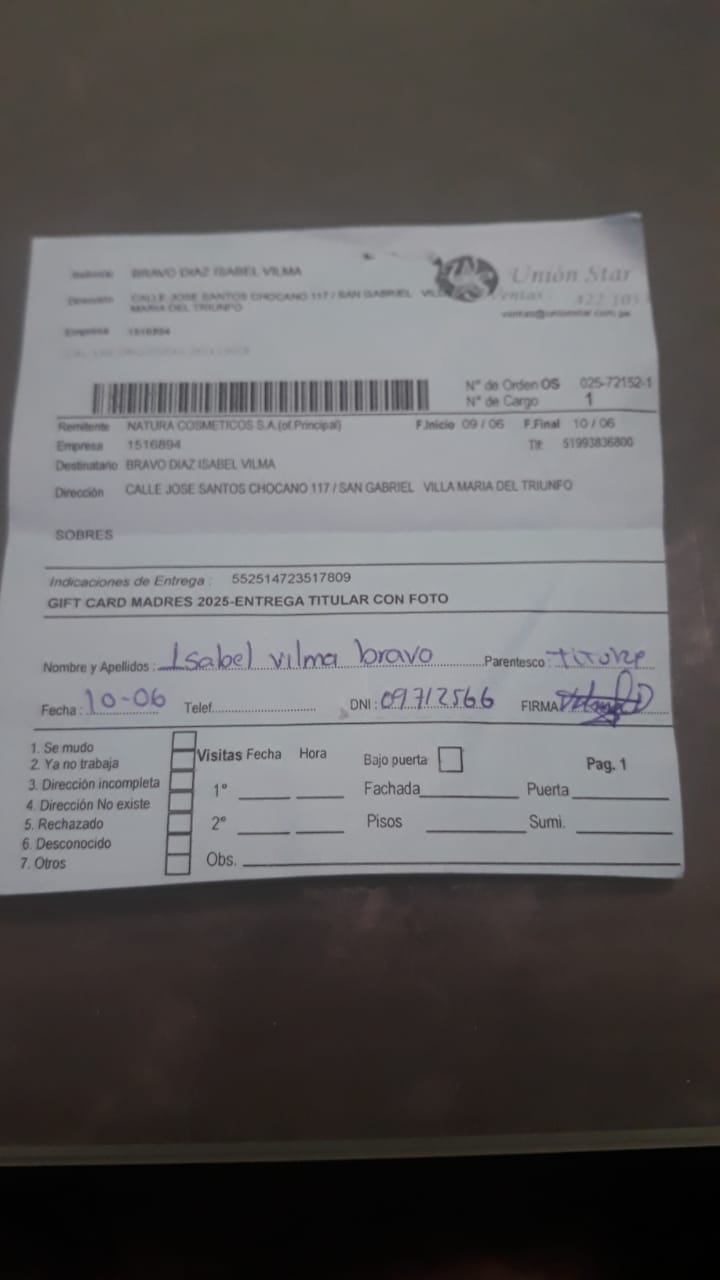 BRAVO DIAZ ISABEL VILMA
CALLE JOSE SANTOS CHOCANO 117 / SAN GABRIEL
MARIA DEL TRIUNFO
Empresa 1516894
Unión Star
Ventas:
ventas@unionstar.com.pe
N° de Orden OS 025-72152-1
N° de Cargo 1
Remitente NATURA COSMETICOS S.A.(of.Principal) F.Inicio 09 / 06 F.Final 10 / 06
Empresa 1516894 Tlf: 51993836800
Destinatario BRAVO DIAZ ISABEL VILMA
Dirección CALLE JOSE SANTOS CHOCANO 117 / SAN GABRIEL VILLA MARIA DEL TRIUNFO
SOBRES
Indicaciones de Entrega : 552514723517809
GIFT CARD MADRES 2025-ENTREGA TITULAR CON FOTO
Nombre y Apellidos : Isabel vilma bravo Parentesco : Titular
Fecha : 10-06 Telef. DNI : 09712566 FIRMA
1. Se mudo
2. Ya no trabaja
3. Dirección incompleta
4. Dirección No existe
5. Rechazado
6. Desconocido
7. Otros
Visitas Fecha Hora Bajo puerta Pag. 1
1° Fachada Puerta
2° Pisos Sumi.
Obs.